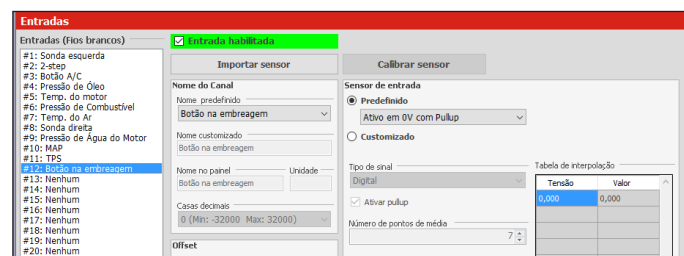 Entradas
Entradas (Fios brancos)
#1: Sonda esquerda
#2: 2-step
#3: Botão A/C
#4: Pressão de Óleo
#5: Temp. do motor
#6: Pressão de Combustível
#7: Temp. do Ar
#8: Sonda direita
#9: Pressão de Água do Motor
#10: MAP
#11: TPS
#12: Botão na embreagem
#13: Nenhum
#14: Nenhum
#15: Nenhum
#16: Nenhum
#17: Nenhum
#18: Nenhum
#19: Nenhum
#20: Nenhum
Entrada habilitada
Importar sensor
Calibrar sensor
Nome do Canal
Nome predefinido
Botão na embreagem
Nome customizado
Botão na embreagem
Nome no painel Unidade
Botão na embreagem
Casas decimais
0 (Min: -32000 Max: 32000)
Offset
Sensor de entrada
Predefinido
Ativo em 0V com Pullup
Customizado
Tipo de sinal
Digital
Ativar pullup
Número de pontos de média
7
Tabela de interpolação
Tensão Valor
0,000 0,000